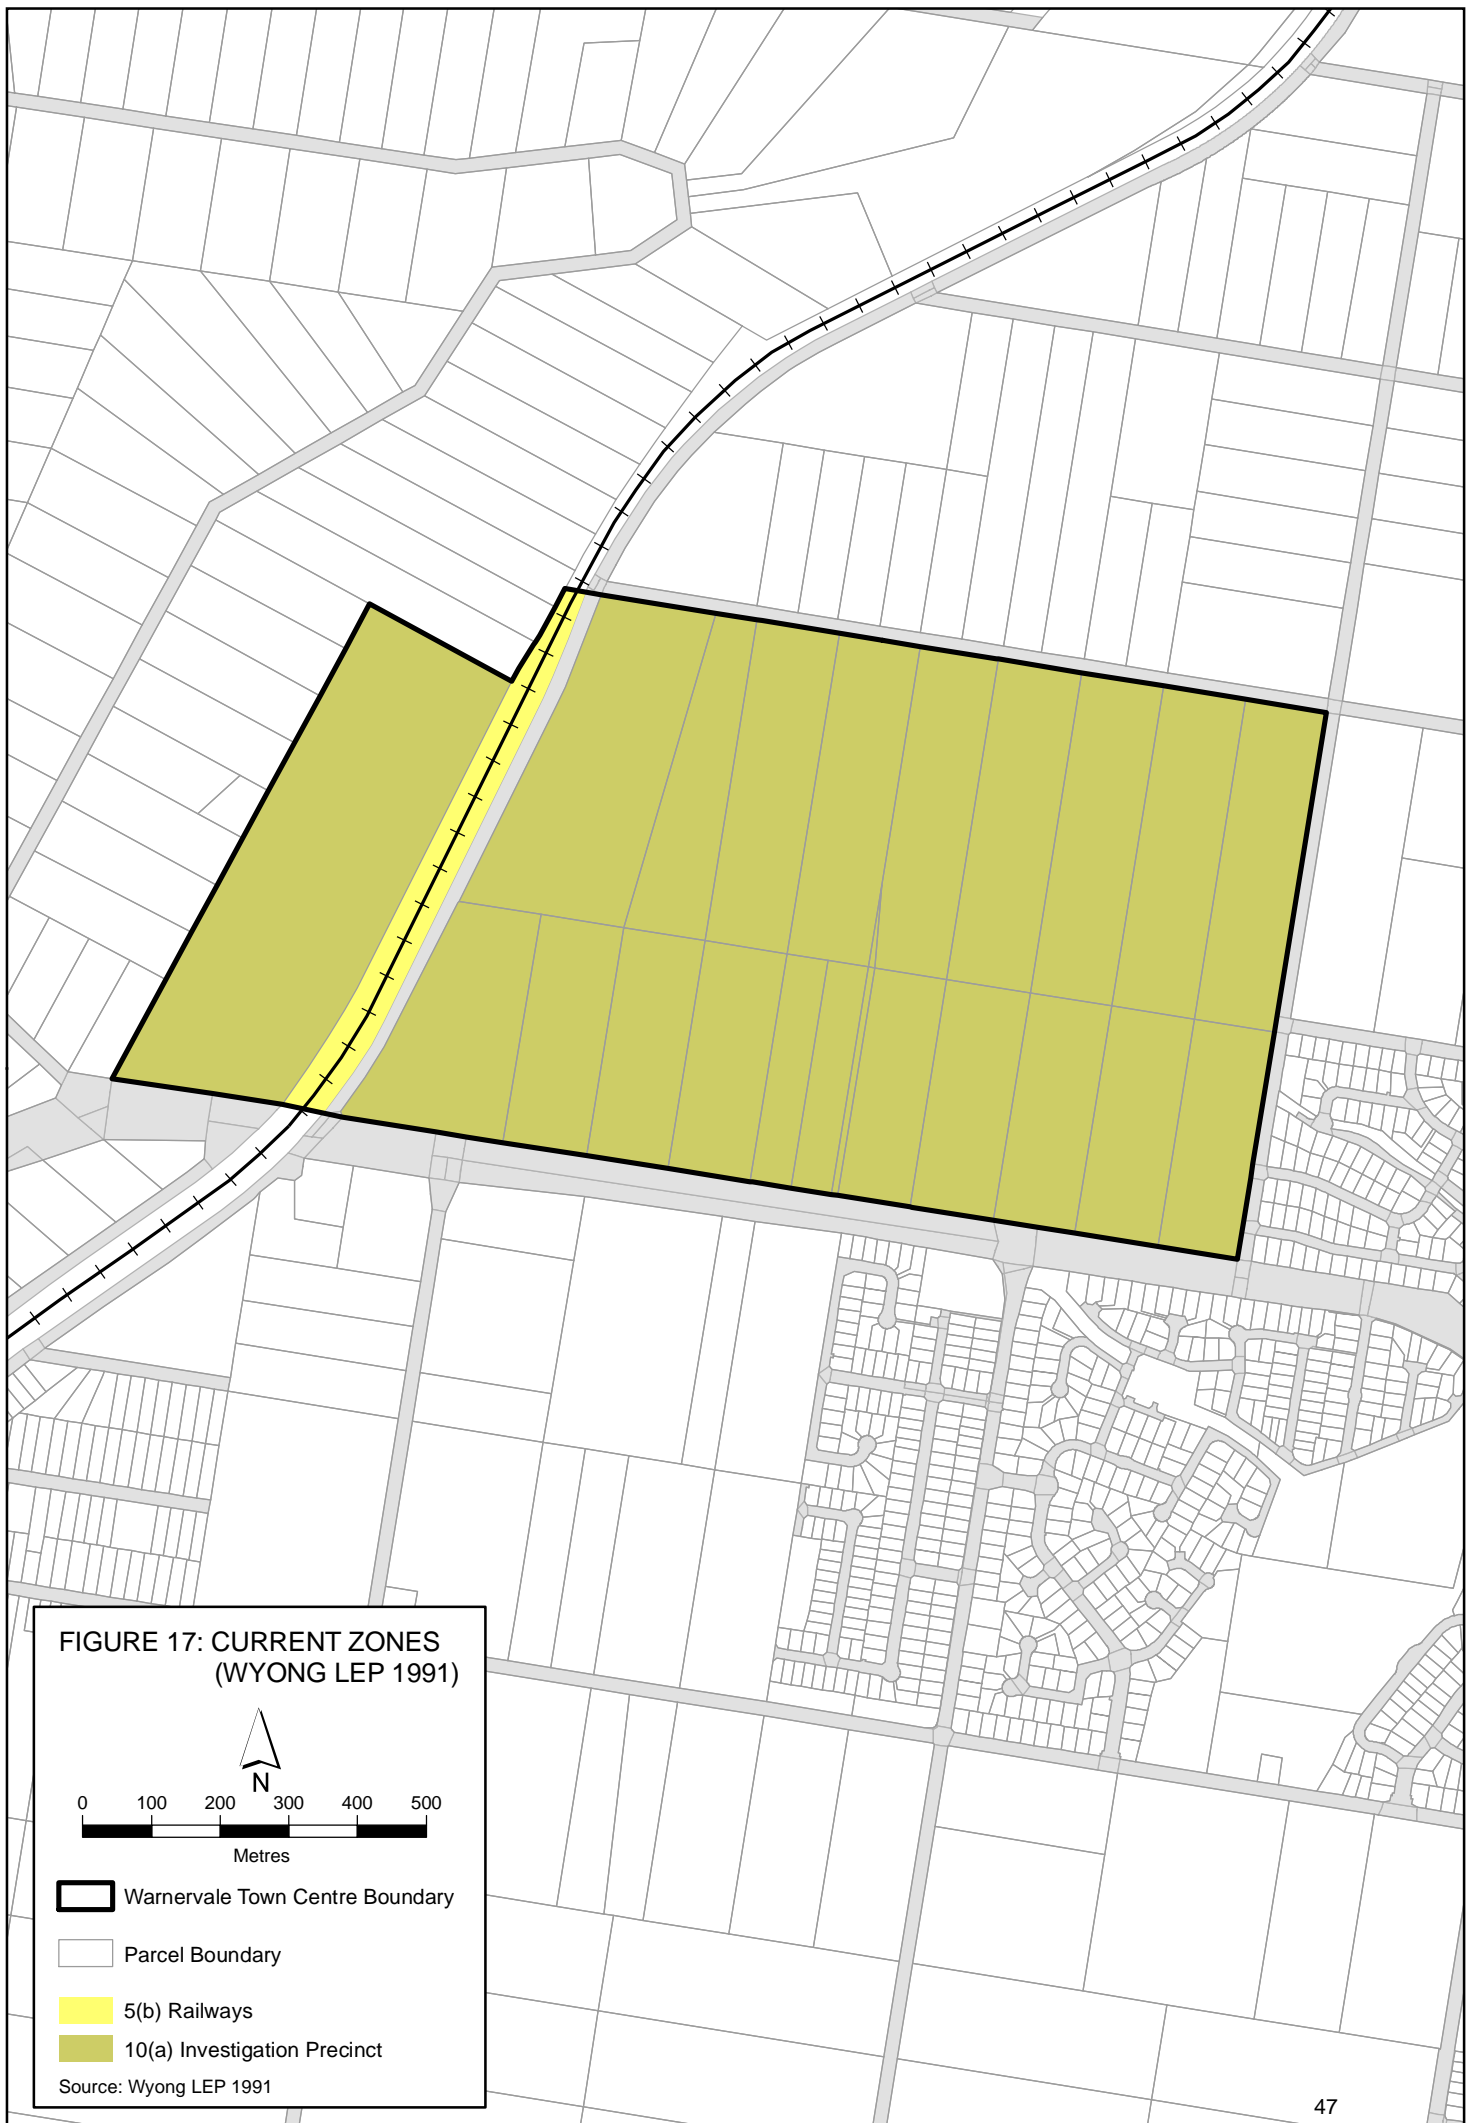 FIGURE 17: CURRENT ZONES
(WYONG LEP 1991)
N
0 100 200 300 400 500
Metres
Warnervale Town Centre Boundary
Parcel Boundary
5(b) Railways
10(a) Investigation Precinct
Source: Wyong LEP 1991
47